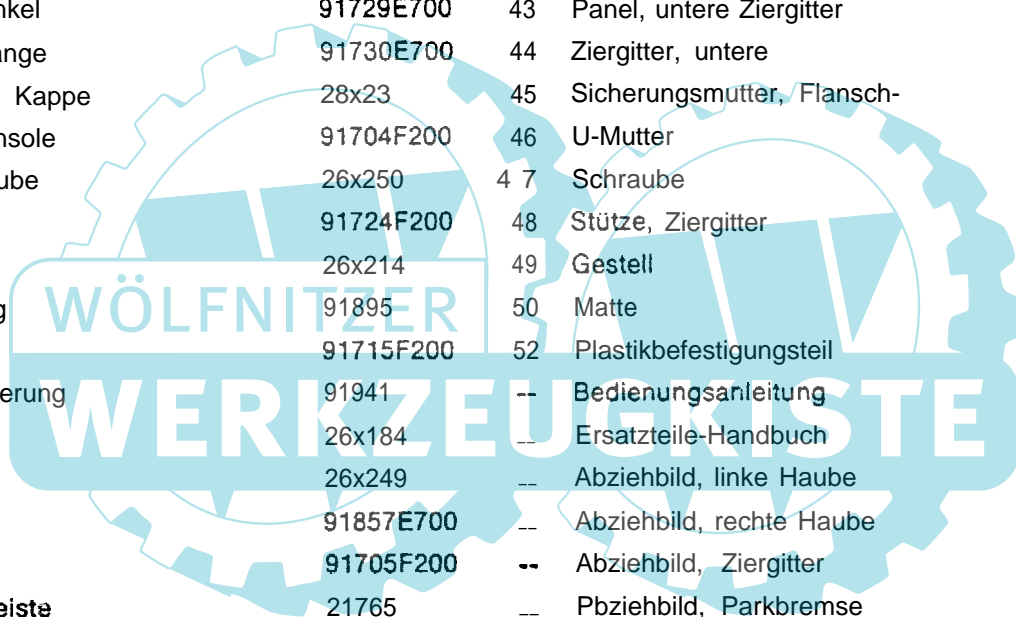 nkel 91729E700 43 Panel, untere Ziergitter
ange 91730E700 44 Ziergitter, untere
Kappe 28x23 45 Sicherungsmutter, Flansch-
nsole 91704F200 46 U-Mutter
ube 26x250 4 7 Schraube
91724F200 48 Stütze, Ziergitter
26x214 49 Gestell
g 91895 50 Matte
91715F200 52 Plastikbefestigungsteil
erung 91941 -- Bedienungsanleitung
26x184 -- Ersatzteile-Handbuch
26x249 -- Abziehbild, linke Haube
91857E700 -- Abziehbild, rechte Haube
91705F200 -- Abziehbild, Ziergitter
eiste 21765 -- Pbziehbild, Parkbremse
WÖLFNITZER
WERKZEUGKISTE